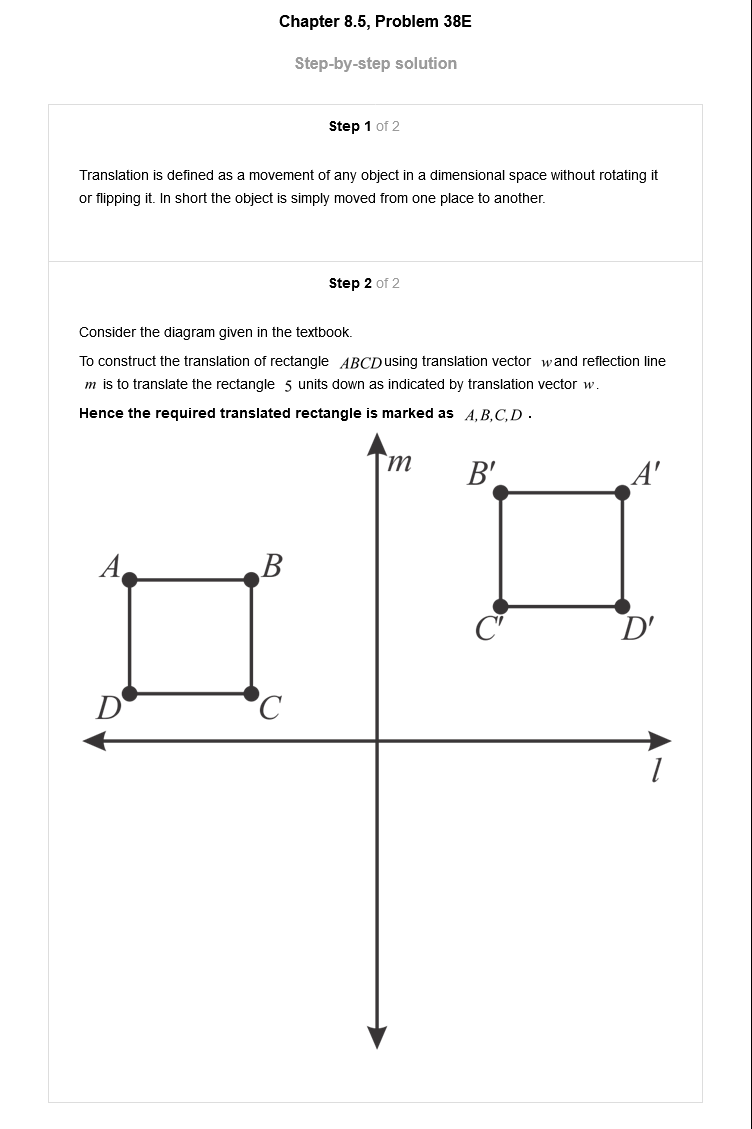 Chapter 8.5, Problem 38E
Step-by-step solution
Step 1 of 2
Translation is defined as a movement of any object in a dimensional space without rotating it
or flipping it. In short the object is simply moved from one place to another.
Step 2 of 2
Consider the diagram given in the textbook.
To construct the translation of rectangle ABCD using translation vector w and reflection line
m is to translate the rectangle 5 units down as indicated by translation vector w.
Hence the required translated rectangle is marked as A,B,C,D .
m
B' A'
A B
C' D'
D C
l